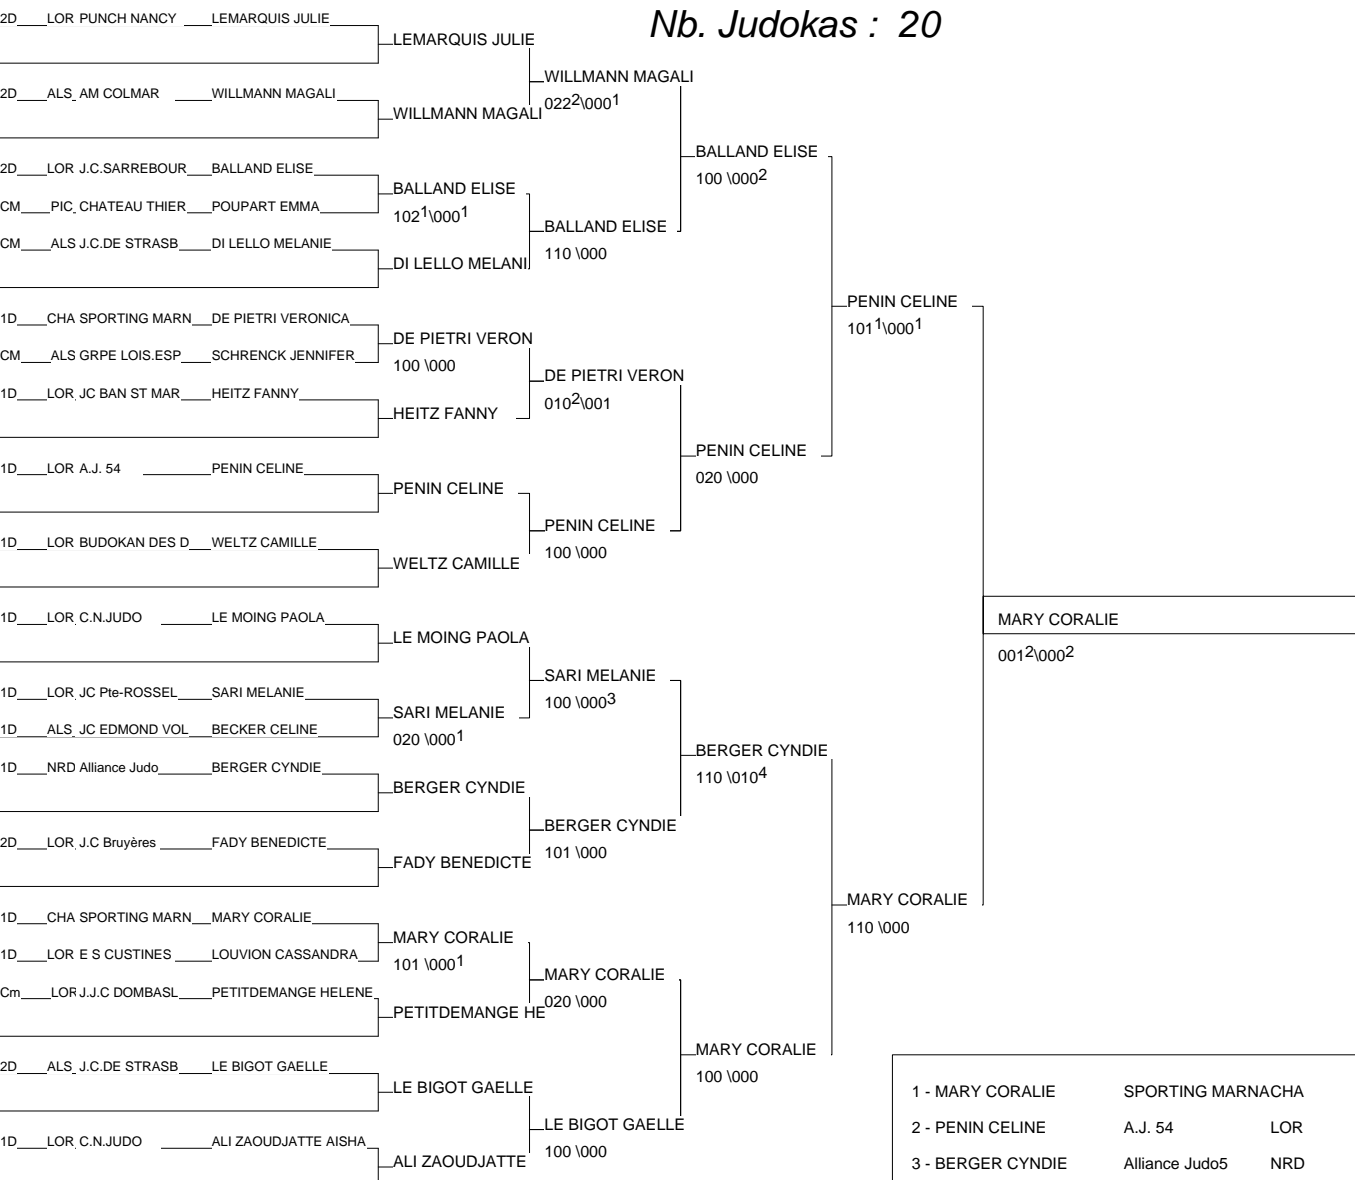 Nb. Judokas : 20
2D LOR PUNCH NANCY LEMARQUIS JULIE
LEMARQUIS JULIE
WILLMANN MAGALI
022²\000¹
2D ALS AM COLMAR WILLMANN MAGALI
WILLMANN MAGALI
BALLAND ELISE
100 \000²
2D LOR J.C.SARREBOUR BALLAND ELISE
BALLAND ELISE
102¹\000¹
CM PIC CHATEAU THIER POUPART EMMA
BALLAND ELISE
110 \000
CM ALS J.C.DE STRASB DI LELLO MELANIE
DI LELLO MELANI
PENIN CELINE
101¹\000¹
1D CHA SPORTING MARN DE PIETRI VERONICA
DE PIETRI VERON
100 \000
CM ALS GRPE LOIS.ESP SCHRENCK JENNIFER
DE PIETRI VERON
010²\001
1D LOR JC BAN ST MAR HEITZ FANNY
HEITZ FANNY
PENIN CELINE
020 \000
1D LOR A.J. 54 PENIN CELINE
PENIN CELINE
PENIN CELINE
100 \000
1D LOR BUDOKAN DES D WELTZ CAMILLE
WELTZ CAMILLE
MARY CORALIE
001²\000²
1D LOR C.N.JUDO LE MOING PAOLA
LE MOING PAOLA
SARI MELANIE
100 \000³
1D LOR JC Pte-ROSSEL SARI MELANIE
SARI MELANIE
020 \000¹
1D ALS JC EDMOND VOL BECKER CELINE
BERGER CYNDIE
110 \010⁴
1D NRD Alliance Judo BERGER CYNDIE
BERGER CYNDIE
BERGER CYNDIE
101 \000
2D LOR J.C Bruyères FADY BENEDICTE
FADY BENEDICTE
MARY CORALIE
110 \000
1D CHA SPORTING MARN MARY CORALIE
MARY CORALIE
101 \000¹
1D LOR E S CUSTINES LOUVION CASSANDRA
MARY CORALIE
020 \000
Cm LOR J.J.C DOMBASL PETITDEMANGE HELENE
PETITDEMANGE HE
MARY CORALIE
100 \000
2D ALS J.C.DE STRASB LE BIGOT GAELLE
LE BIGOT GAELLE
LE BIGOT GAELLE
100 \000
1D LOR C.N.JUDO ALI ZAOUDJATTE AISHA
ALI ZAOUDJATTE
1 - MARY CORALIE SPORTING MARNACHA
2 - PENIN CELINE A.J. 54 LOR
3 - BERGER CYNDIE Alliance Judo5 NRD